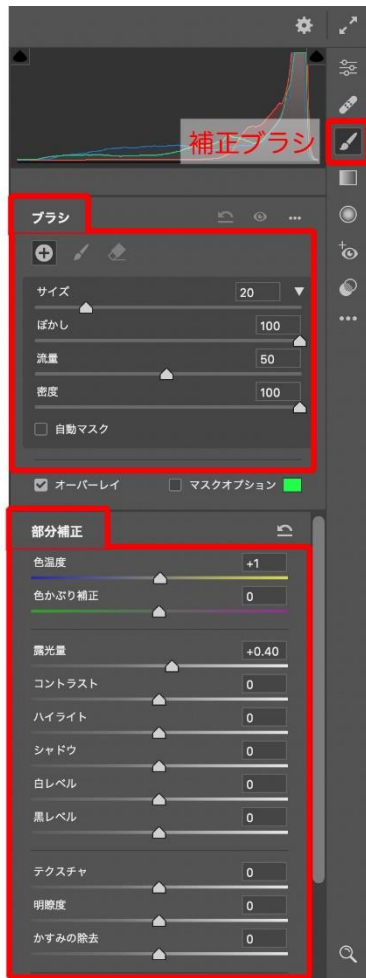 補正ブラシ
ブラシ
サイズ 20
ぼかし 100
流量 50
密度 100
自動マスク
オーバーレイ マスクオプション
部分補正
色温度 +1
色かぶり補正 0
露光量 +0.40
コントラスト 0
ハイライト 0
シャドウ 0
白レベル 0
黒レベル 0
テクスチャ 0
明瞭度 0
かすみの除去 0